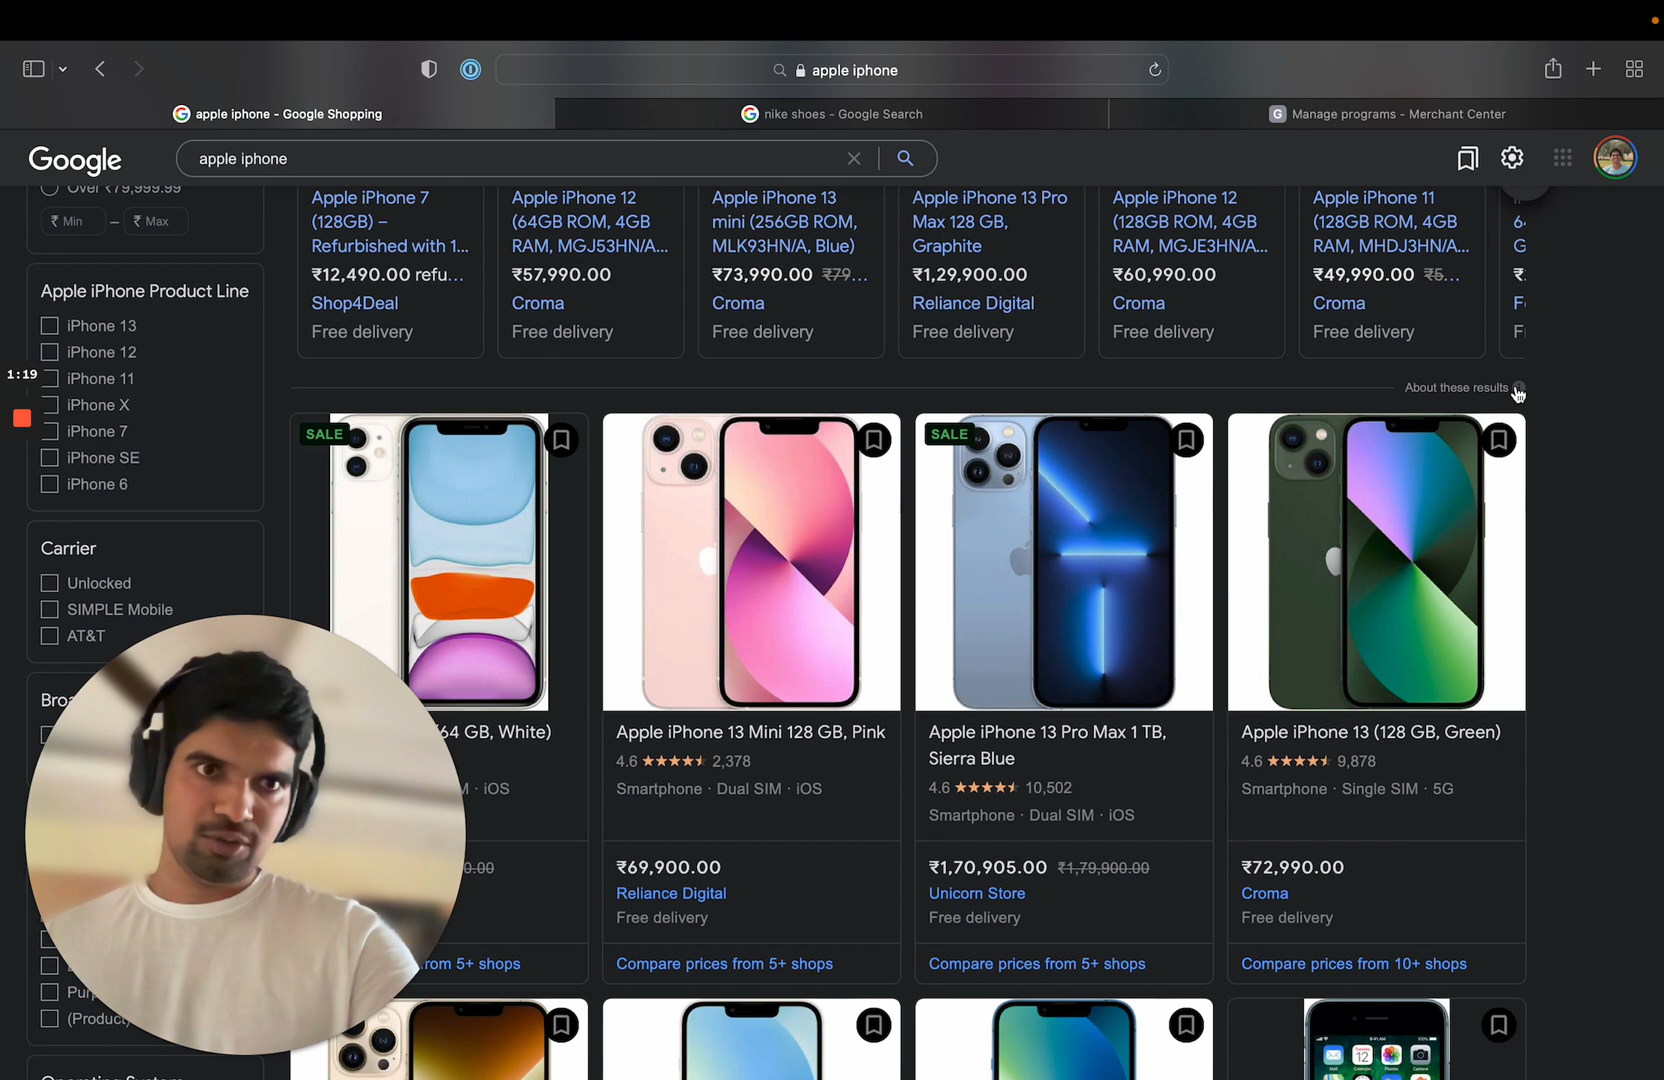 apple iphone
apple iphone - Google Shopping
nike shoes - Google Search
G Manage programs - Merchant Center
Google
apple iphone
Over ₹79,999.99
₹ Min – ₹ Max
Apple iPhone 7
(128GB) –
Refurbished with 1...
₹12,490.00 refu...
Shop4Deal
Free delivery
Apple iPhone 12
(64GB ROM, 4GB
RAM, MGJ53HN/A...
₹57,990.00
Croma
Free delivery
Apple iPhone 13
mini (256GB ROM,
MLK93HN/A, Blue)
₹73,990.00 ₹79...
Croma
Free delivery
Apple iPhone 13 Pro
Max 128 GB,
Graphite
₹1,29,900.00
Reliance Digital
Free delivery
Apple iPhone 12
(128GB ROM, 4GB
RAM, MGJE3HN/A...
₹60,990.00
Croma
Free delivery
Apple iPhone 11
(128GB ROM, 4GB
RAM, MHDJ3HN/A...
₹49,990.00 ₹5...
Croma
Free delivery
Apple iPhone Product Line
iPhone 13
iPhone 12
iPhone 11
iPhone X
iPhone 7
iPhone SE
iPhone 6
1:19
Carrier
Unlocked
SIMPLE Mobile
AT&T
About these results
SALE
64 GB, White)
· iOS
from 5+ shops
Apple iPhone 13 Mini 128 GB, Pink
4.6 2,378
Smartphone · Dual SIM · iOS
₹69,900.00
Reliance Digital
Free delivery
Compare prices from 5+ shops
SALE
Apple iPhone 13 Pro Max 1 TB,
Sierra Blue
4.6 10,502
Smartphone · Dual SIM · iOS
₹1,70,905.00 ₹1,79,900.00
Unicorn Store
Free delivery
Compare prices from 5+ shops
Apple iPhone 13 (128 GB, Green)
4.6 9,878
Smartphone · Single SIM · 5G
₹72,990.00
Croma
Free delivery
Compare prices from 10+ shops
(Product)